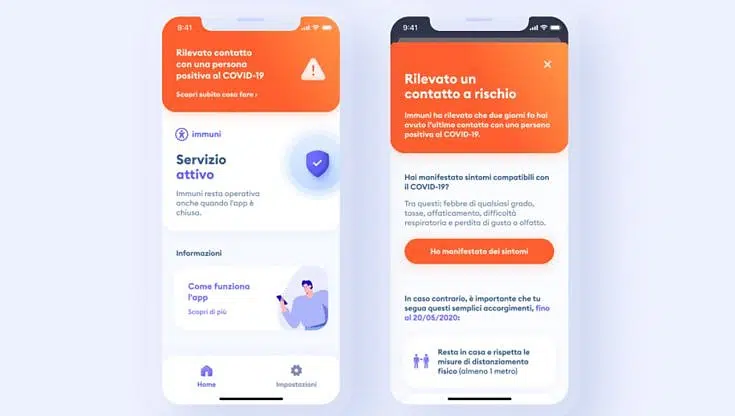 9:41
Rilevato contatto
con una persona
positiva al COVID-19
Scopri subito cosa fare ›
immuni
Servizio
attivo
Immuni resta operativa
anche quando l'app è
chiusa.
Informazioni
Come funziona
l'app
Scopri di più
Home
Impostazioni
9:41
Rilevato un
contatto a rischio
Immuni ha rilevato che due giorni fa hai
avuto l'ultimo contatto con una persona
positiva al COVID-19.
Hai manifestato sintomi compatibili con
il COVID-19?
Tra questi: febbre di qualsiasi grado,
tosse, affaticamento, difficoltà
respiratoria e perdita di gusto o olfatto.
Ho manifestato dei sintomi
In caso contrario, è importante che tu
segua questi semplici accorgimenti, fino
al 20/05/2020:
Resta in casa e rispetta le
misure di distanziamento
fisico (almeno 1 metro)